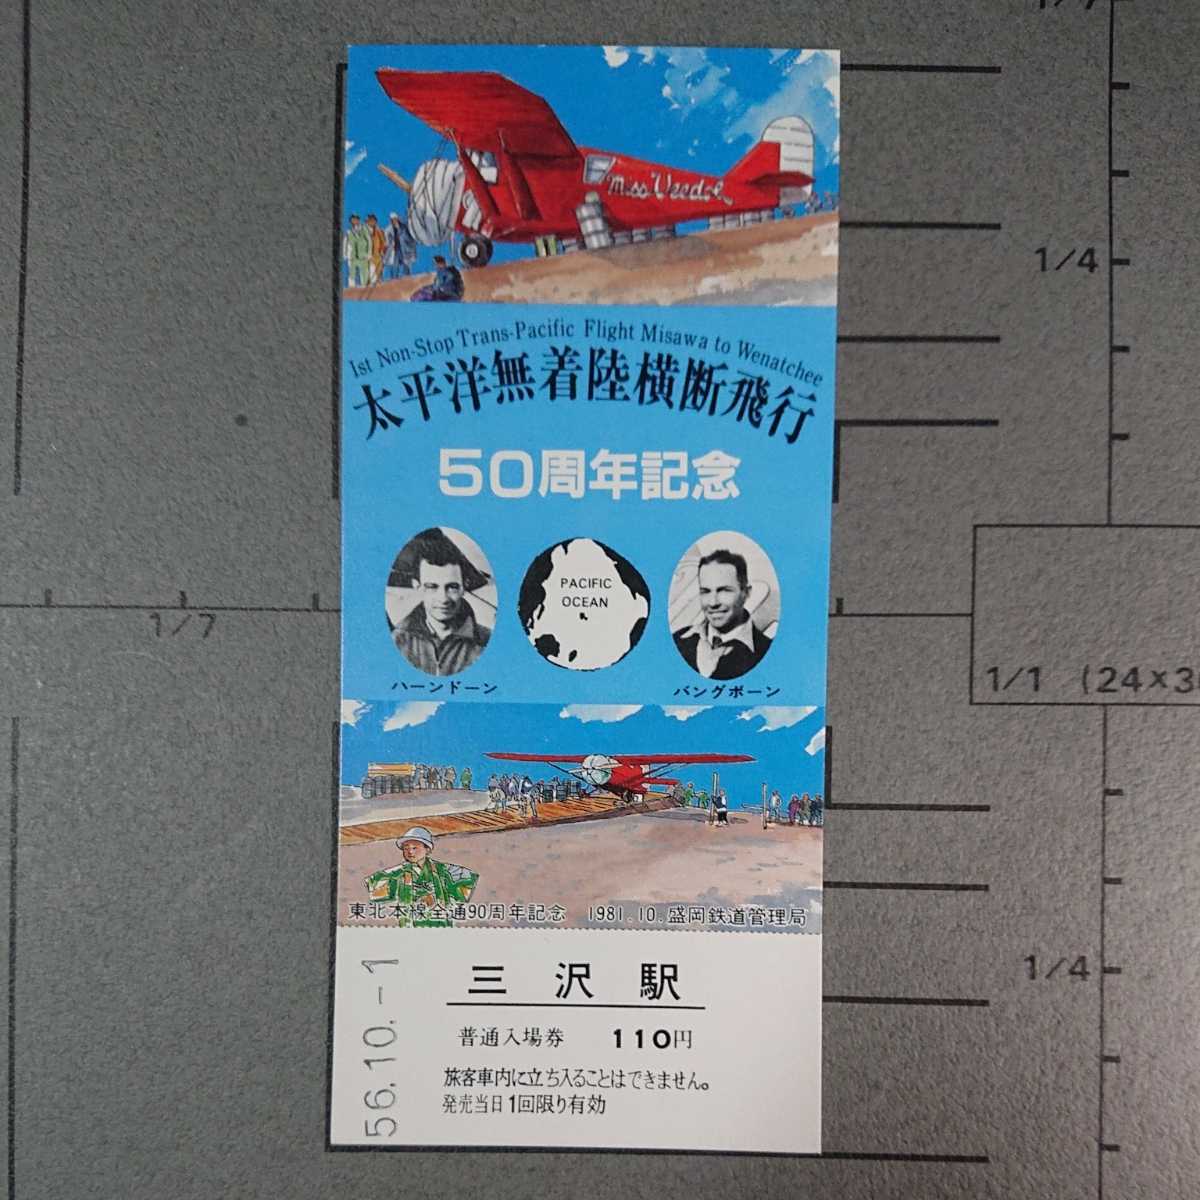 1/7
Miss Veedol
1st Non-Stop Trans-Pacific Flight Misawa to Wenatchee
太平洋無着陸横断飛行
50周年記念
PACIFIC
OCEAN
ハーンドーン
パングボーン
東北本線全通90周年記念 1981.10.盛岡鉄道管理局
56.10.-1
三沢駅
普通入場券 110円
旅客車内に立ち入ることはできません。
発売当日1回限り有効
1/4
1/7
1/1 (24×3
1/4